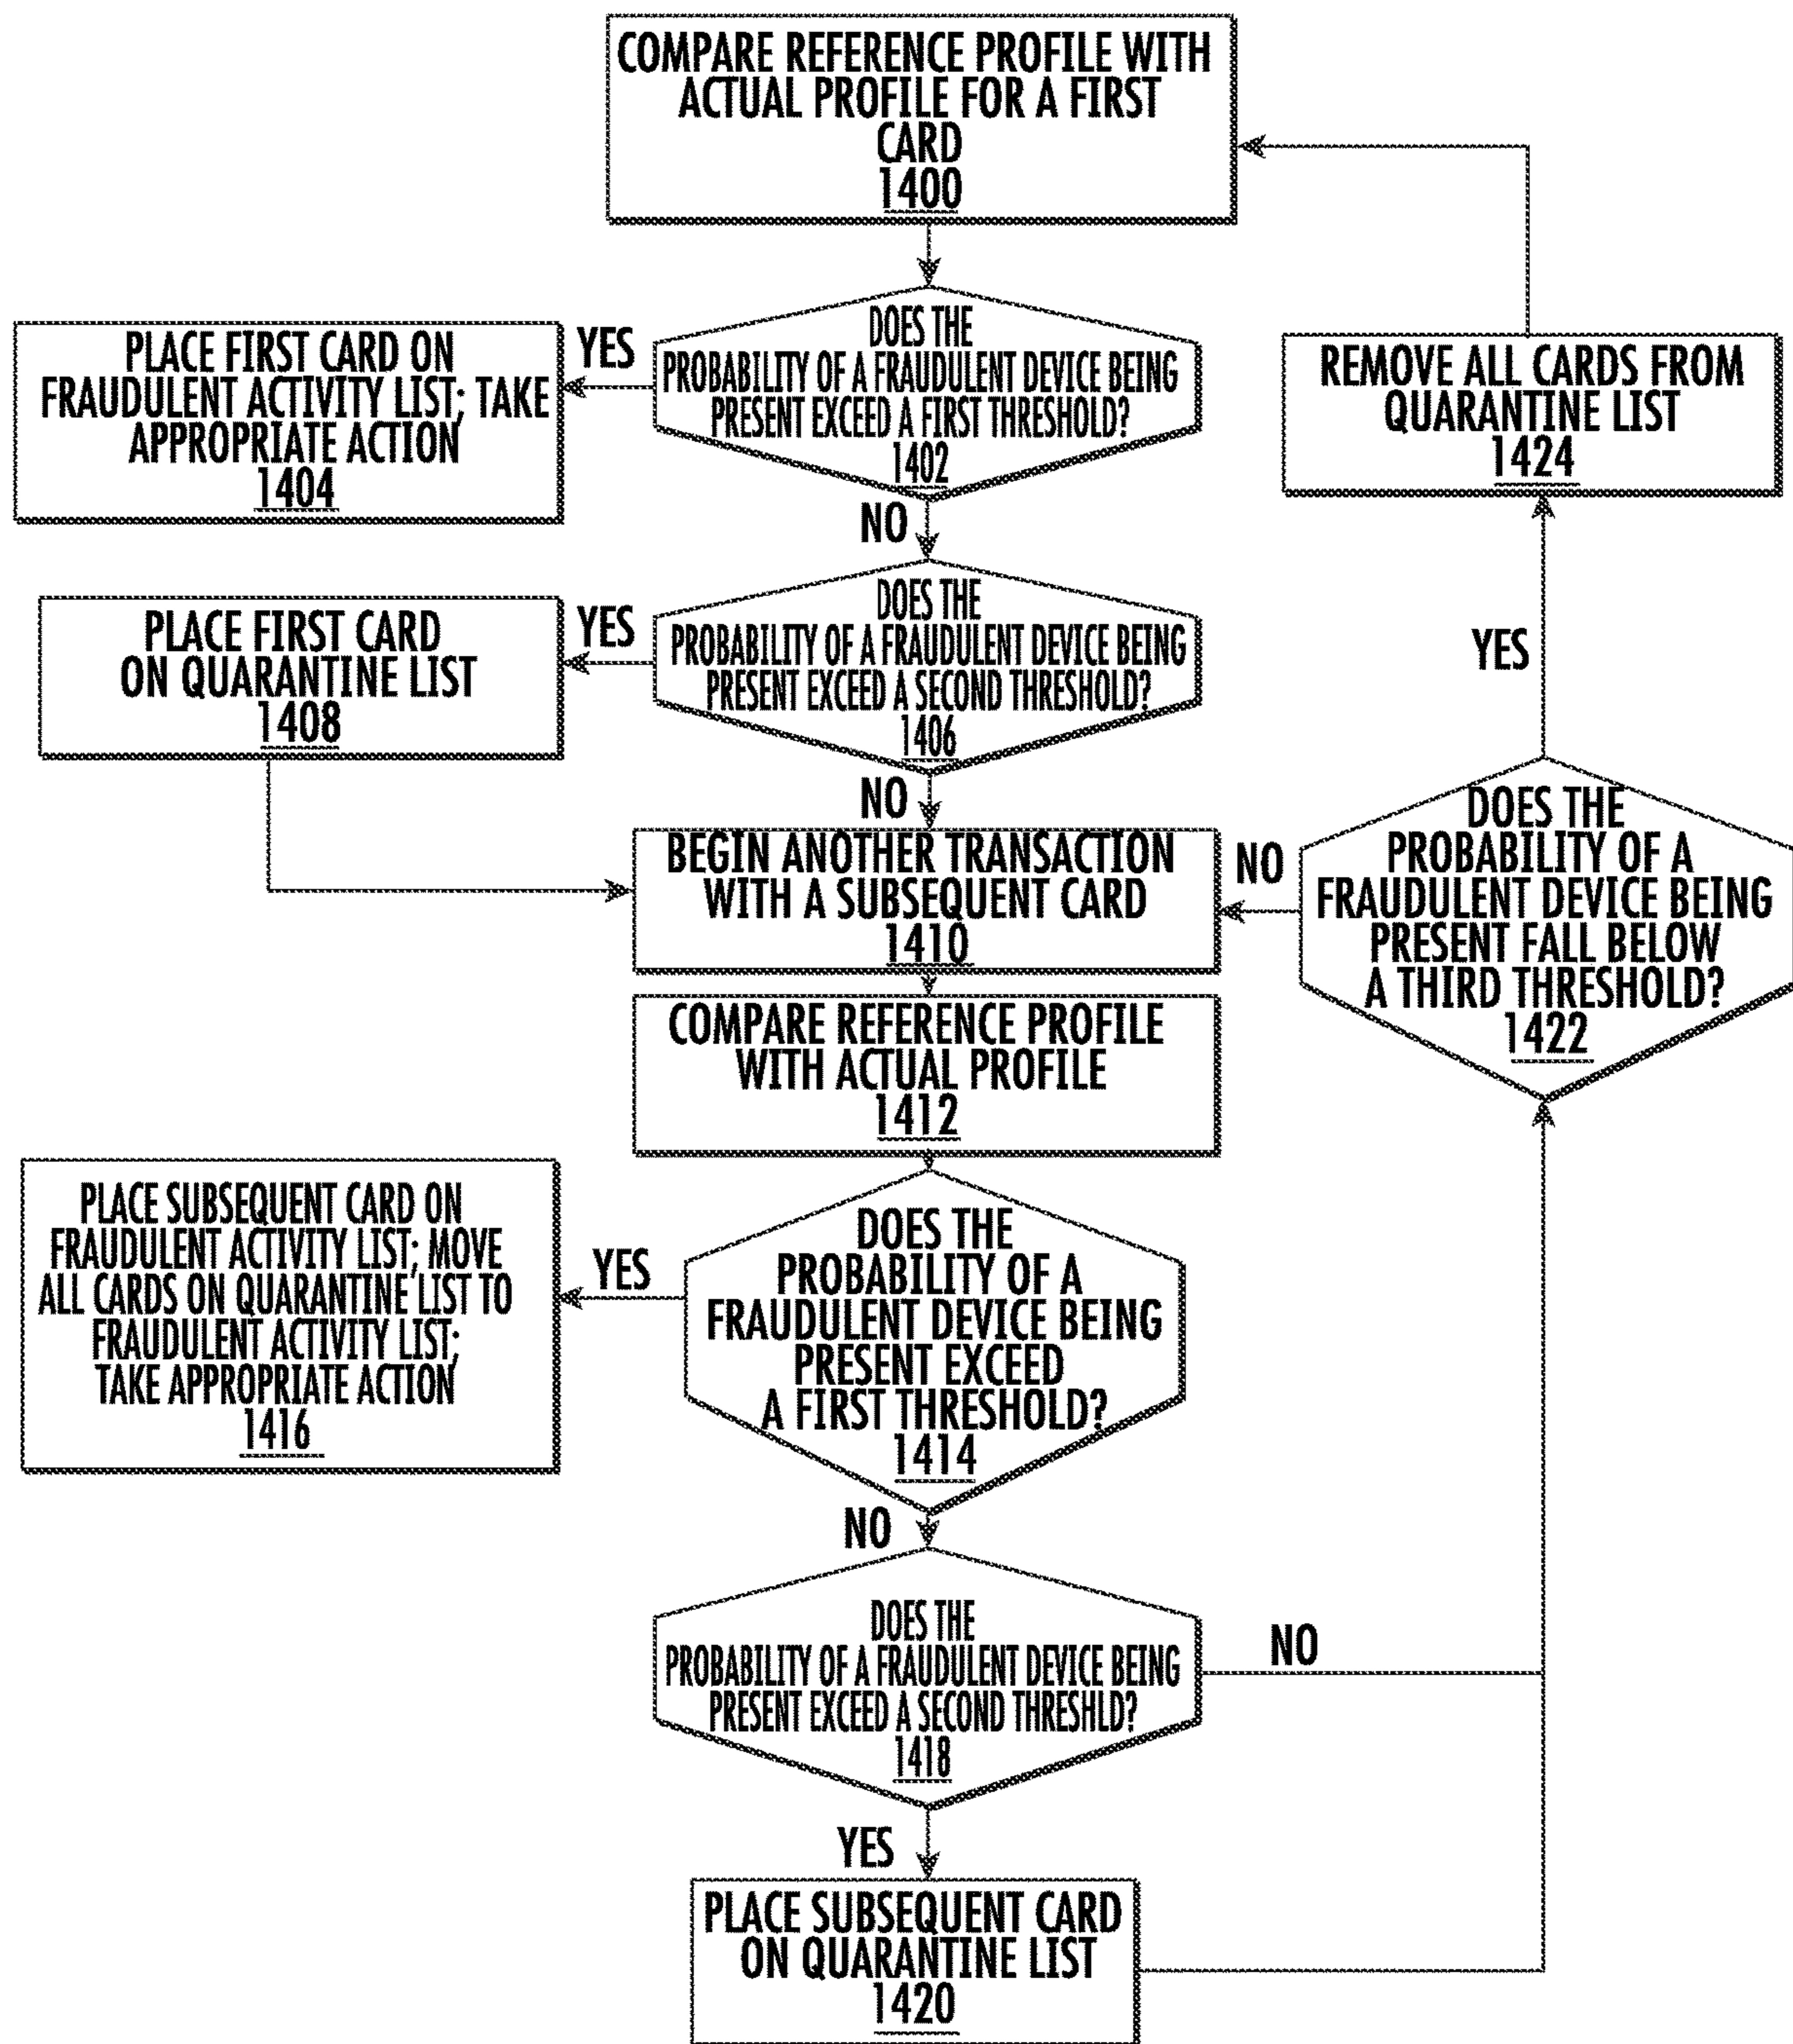 COMPARE REFERENCE PROFILE WITH
ACTUAL PROFILE FOR A FIRST
CARD
1400
DOES THE
PROBABILITY OF A FRAUDULENT DEVICE BEING
PRESENT EXCEED A FIRST THRESHOLD?
1402
YES
PLACE FIRST CARD ON
FRAUDULENT ACTIVITY LIST; TAKE
APPROPRIATE ACTION
1404
REMOVE ALL CARDS FROM
QUARANTINE LIST
1424
NO
DOES THE
PROBABILITY OF A FRAUDULENT DEVICE BEING
PRESENT EXCEED A SECOND THRESHOLD?
1406
YES
PLACE FIRST CARD
ON QUARANTINE LIST
1408
YES
NO
BEGIN ANOTHER TRANSACTION
WITH A SUBSEQUENT CARD
1410
NO
DOES THE
PROBABILITY OF A
FRAUDULENT DEVICE BEING
PRESENT FALL BELOW
A THIRD THRESHOLD?
1422
COMPARE REFERENCE PROFILE
WITH ACTUAL PROFILE
1412
DOES THE
PROBABILITY OF A
FRAUDULENT DEVICE BEING
PRESENT EXCEED
A FIRST THRESHOLD?
1414
YES
PLACE SUBSEQUENT CARD ON
FRAUDULENT ACTIVITY LIST; MOVE
ALL CARDS ON QUARANTINE LIST TO
FRAUDULENT ACTIVITY LIST;
TAKE APPROPRIATE ACTION
1416
NO
DOES THE
PROBABILITY OF A FRAUDULENT DEVICE BEING
PRESENT EXCEED A SECOND THRESHLD?
1418
NO
YES
PLACE SUBSEQUENT CARD
ON QUARANTINE LIST
1420